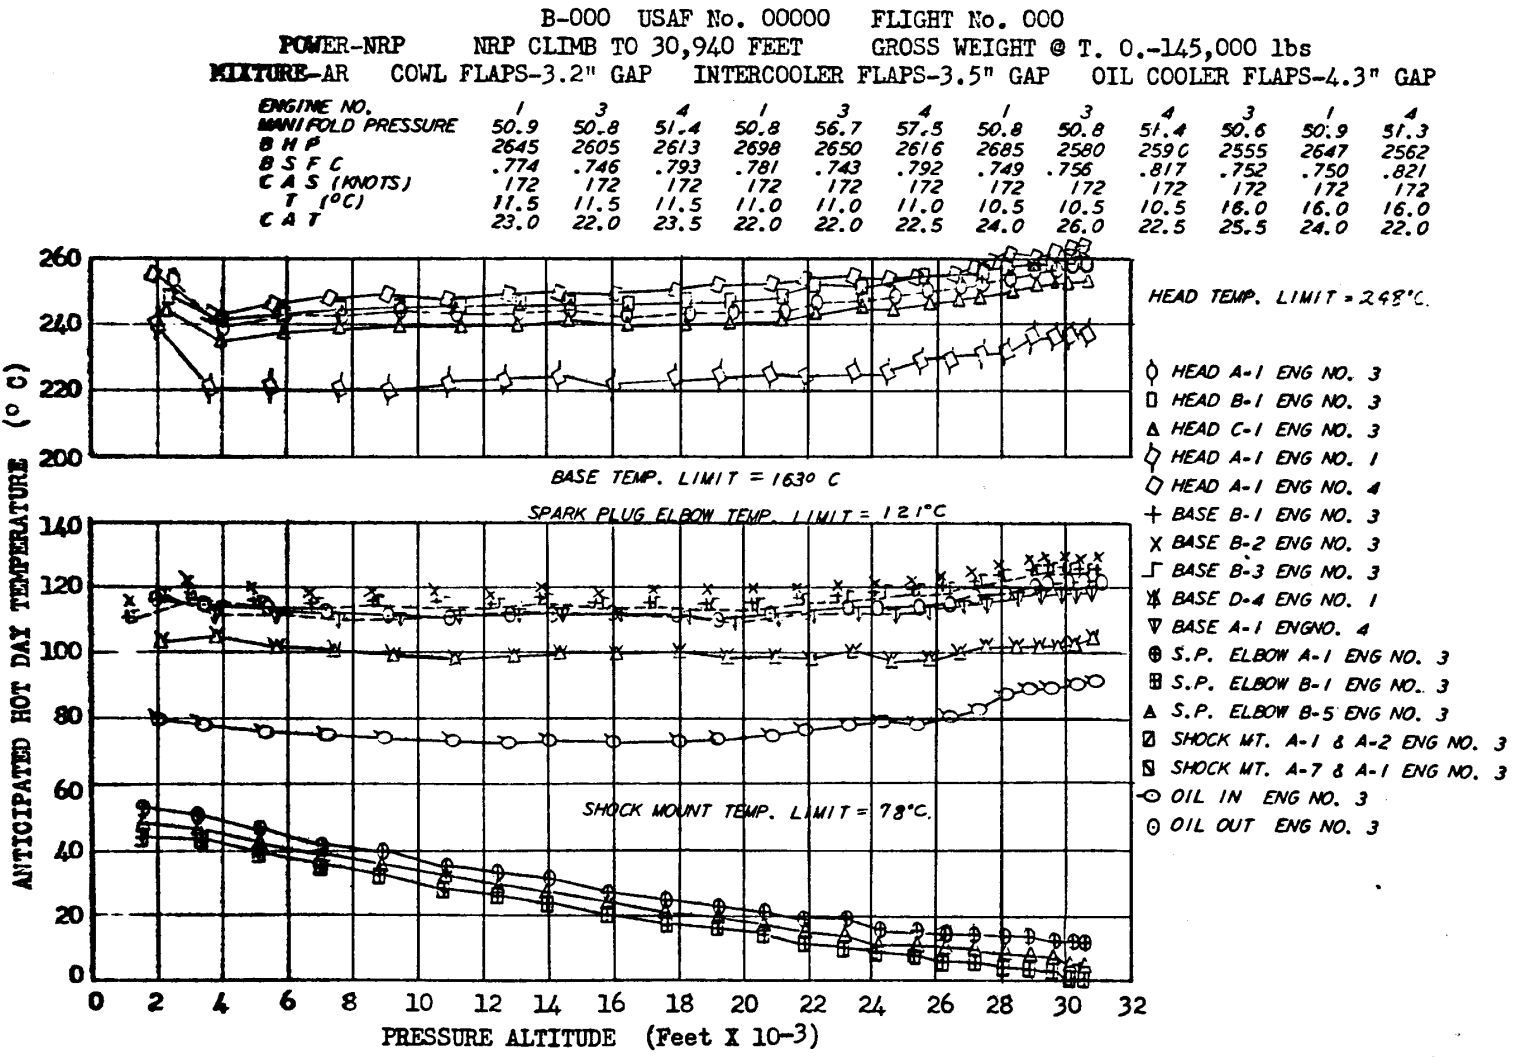 B-000 USAF No. 00000 FLIGHT No. 000
POWER-NRP NRP CLIMB TO 30,940 FEET GROSS WEIGHT @ T. O.-145,000 lbs
MIXTURE-AR COWL FLAPS-3.2" GAP INTERCOOLER FLAPS-3.5" GAP OIL COOLER FLAPS-4.3" GAP
ENGINE NO. 1 3 4 1 3 4 1 3 4 3 1 4
MANIFOLD PRESSURE 50.9 50.8 51.4 50.8 56.7 57.5 50.8 50.8 51.4 50.6 50.9 51.3
B H P 2645 2605 2613 2698 2650 2616 2685 2580 2590 2555 2647 2562
B S F C .774 .746 .793 .781 .743 .792 .749 .756 .817 .752 .750 .821
C A S (KNOTS) 172 172 172 172 172 172 172 172 172 172 172 172
T (°C) 11.5 11.5 11.5 11.0 11.0 11.0 10.5 10.5 10.5 16.0 16.0 16.0
C A T 23.0 22.0 23.5 22.0 22.0 22.5 24.0 26.0 22.5 25.5 24.0 22.0
260
240
220
200
HEAD TEMP. LIMIT = 248°C.
BASE TEMP. LIMIT = 163° C
SPARK PLUG ELBOW TEMP. LIMIT = 121°C
140
120
110
100
80
60
40
20
0
SHOCK MOUNT TEMP. LIMIT = 78°C.
ANTICIPATED HOT DAY TEMPERATURE (° C)
0 2 4 6 8 10 12 14 16 18 20 22 24 26 28 30 32
PRESSURE ALTITUDE (Feet X 10-3)
HEAD A-1 ENG NO. 3
HEAD B-1 ENG NO. 3
HEAD C-1 ENG NO. 3
HEAD A-1 ENG NO. 1
HEAD A-1 ENG NO. 4
BASE B-1 ENG NO. 3
BASE B-2 ENG NO. 3
BASE B-3 ENG NO. 3
BASE D-4 ENG NO. 1
BASE A-1 ENGNO. 4
S.P. ELBOW A-1 ENG NO. 3
S.P. ELBOW B-1 ENG NO. 3
S.P. ELBOW B-5 ENG NO. 3
SHOCK MT. A-1 & A-2 ENG NO. 3
SHOCK MT. A-7 & A-1 ENG NO. 3
OIL IN ENG NO. 3
OIL OUT ENG NO. 3